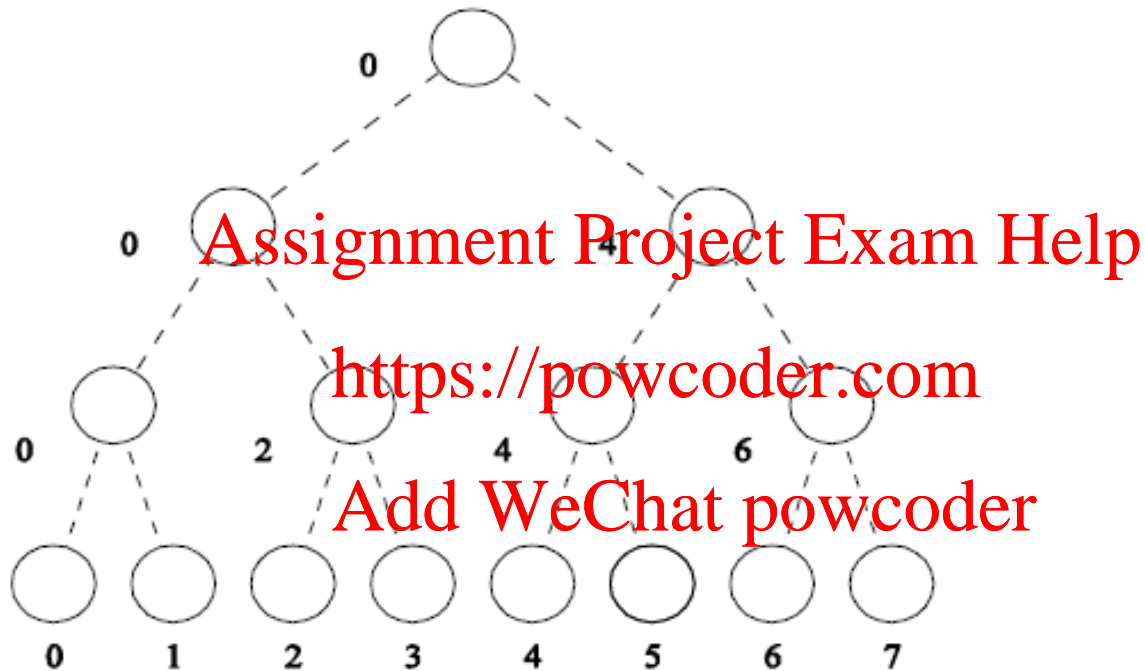 0
0 4
Assignment Project Exam Help
https://powcoder.com
0 2 4 6
Add WeChat powcoder
0 1 2 3 4 5 6 7